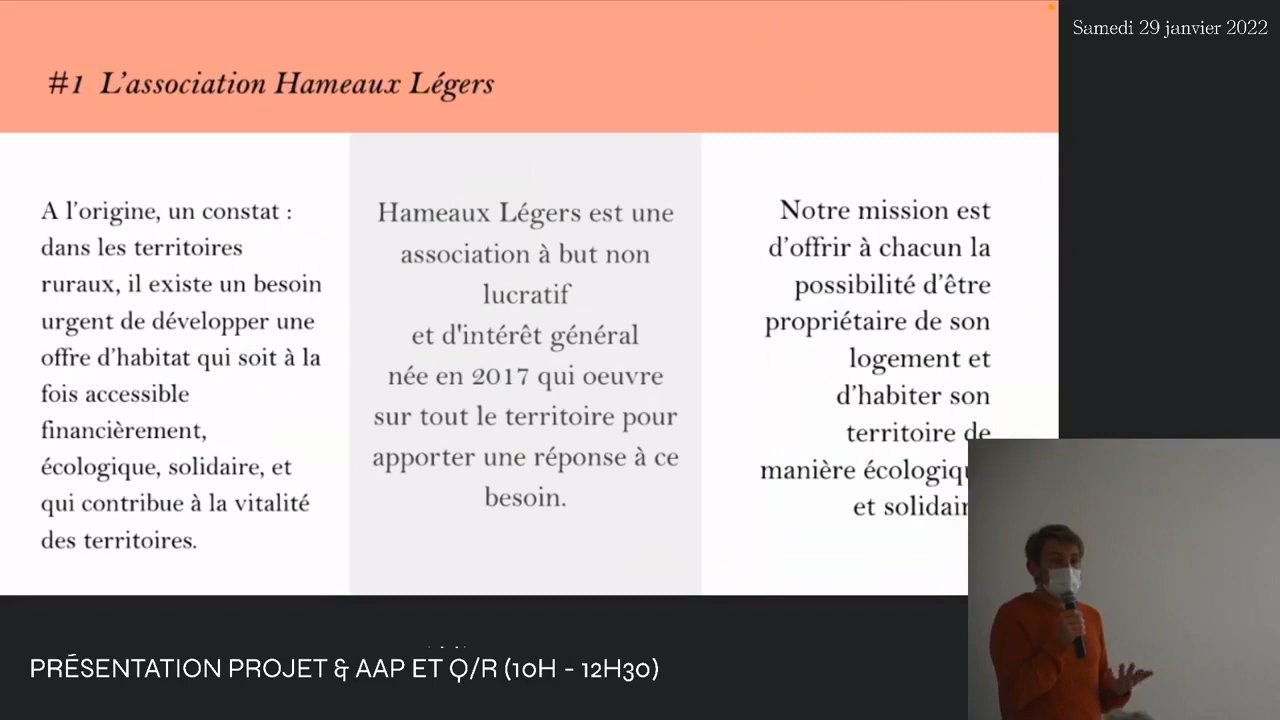 Samedi 29 janvier 2022
#1 L'association Hameaux Légers
A l'origine, un constat :
dans les territoires
ruraux, il existe un besoin
urgent de développer une
offre d'habitat qui soit à la
fois accessible
financièrement,
écologique, solidaire, et
qui contribue à la vitalité
des territoires.
Hameaux Légers est une
association à but non
lucratif
et d'intérêt général
née en 2017 qui oeuvre
sur tout le territoire pour
apporter une réponse à ce
besoin.
Notre mission est
d'offrir à chacun la
possibilité d'être
propriétaire de son
logement et
d'habiter son
territoire de
manière
et
PRÉSENTATION PROJET & AAP ET Q/R (10H - 12H30)